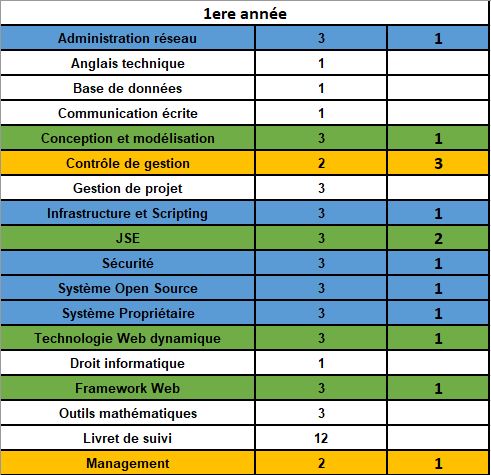 1ere année
Administration réseau 3 1
Anglais technique 1
Base de données 1
Communication écrite 1
Conception et modélisation 3 1
Contrôle de gestion 2 3
Gestion de projet 3
Infrastructure et Scripting 3 1
JSE 3 2
Sécurité 3 1
Système Open Source 3 1
Système Propriétaire 3 1
Technologie Web dynamique 3 1
Droit informatique 1
Framework Web 3 1
Outils mathématiques 3
Livret de suivi 12
Management 2 1